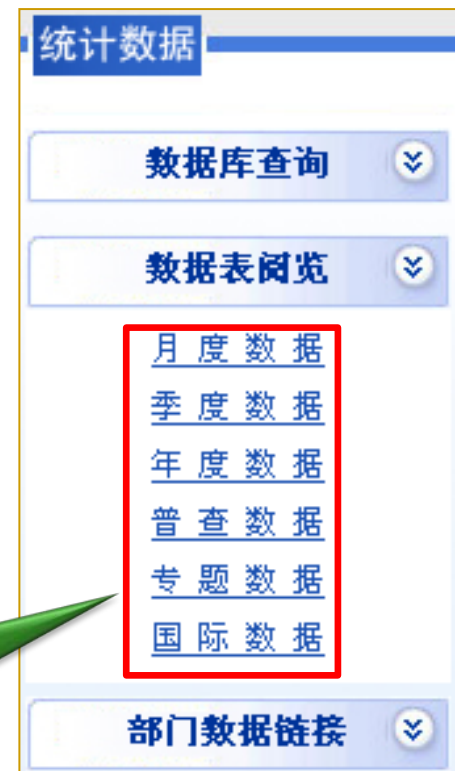 统计数据
数据库查询
数据表阅览
月度数据
季度数据
年度数据
普查数据
专题数据
国际数据
部门数据链接